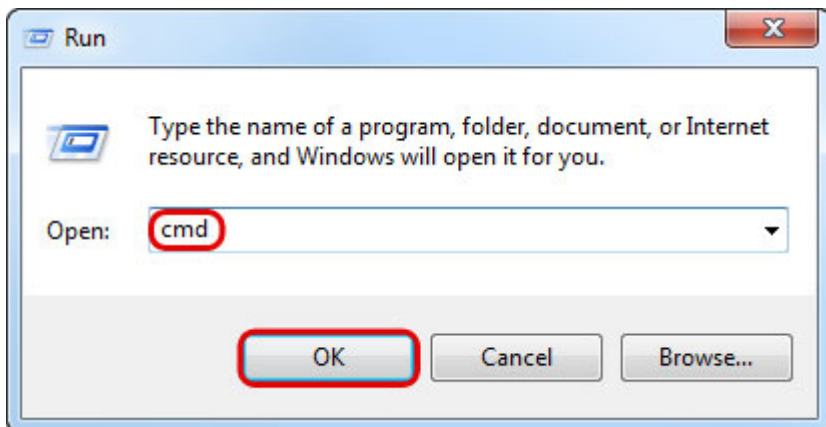 Run
Type the name of a program, folder, document, or Internet
resource, and Windows will open it for you.
Open: cmd
OK Cancel Browse...